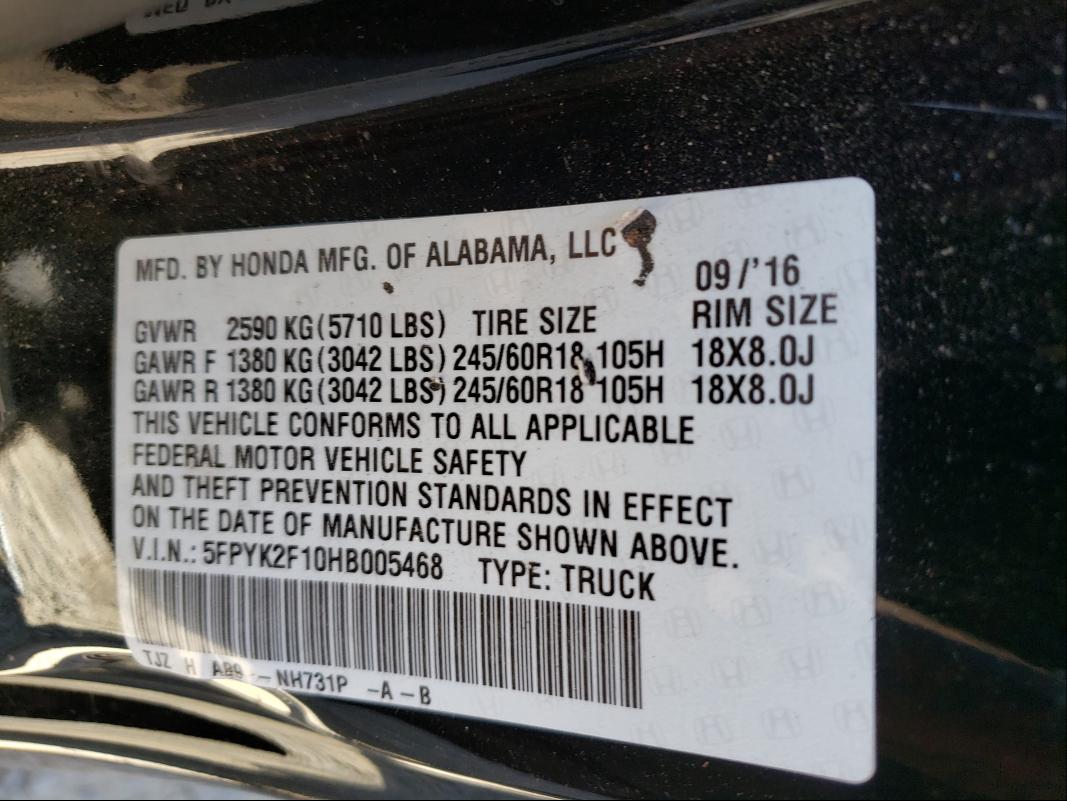 MFD. BY HONDA MFG. OF ALABAMA, LLC 09/'16
GVWR 2590 KG(5710 LBS) TIRE SIZE RIM SIZE
GAWR F 1380 KG(3042 LBS) 245/60R18 105H 18X8.0J
GAWR R 1380 KG(3042 LBS) 245/60R18 105H 18X8.0J
THIS VEHICLE CONFORMS TO ALL APPLICABLE
FEDERAL MOTOR VEHICLE SAFETY
AND THEFT PREVENTION STANDARDS IN EFFECT
ON THE DATE OF MANUFACTURE SHOWN ABOVE.
V.I.N.: 5FPYK2F10HB005468 TYPE: TRUCK
TJZ H A89 -- NH731P -A-B